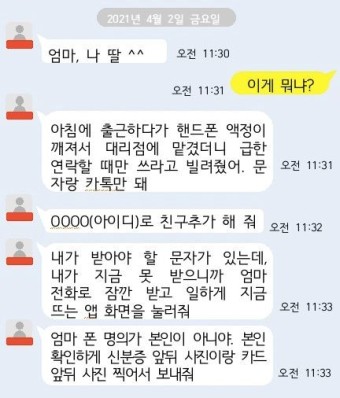 2021년 4월 2일 금요일
엄마, 나 딸 ^^
오전 11:30
오전 11:31
이게 뭐냐?
아침에 출근하다가 핸드폰 액정이
깨져서 대리점에 맡겼더니 급한
연락할 때만 쓰라고 빌려줬어. 문
자랑 카톡만 돼
오전 11:31
OOOO(아이디)로 친구추가 해 줘
오전 11:32
내가 받아야 할 문자가 있는데,
내가 지금 못 받으니까 엄마
전화로 잠깐 받고 일하게 지금
뜨는 앱 화면을 눌러줘
오전 11:33
엄마 폰 명의가 본인이 아니야. 본인
확인하게 신분증 앞뒤 사진이랑 카드
앞뒤 사진 찍어서 보내줘
오전 11:33